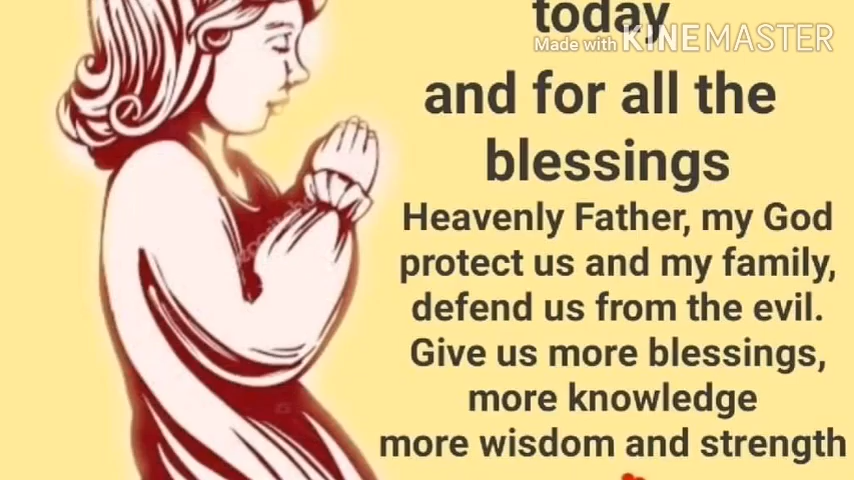 today
Made with KINEMASTER
and for all the
blessings
Heavenly Father, my God
protect us and my family,
defend us from the evil.
Give us more blessings,
more knowledge
more wisdom and strength